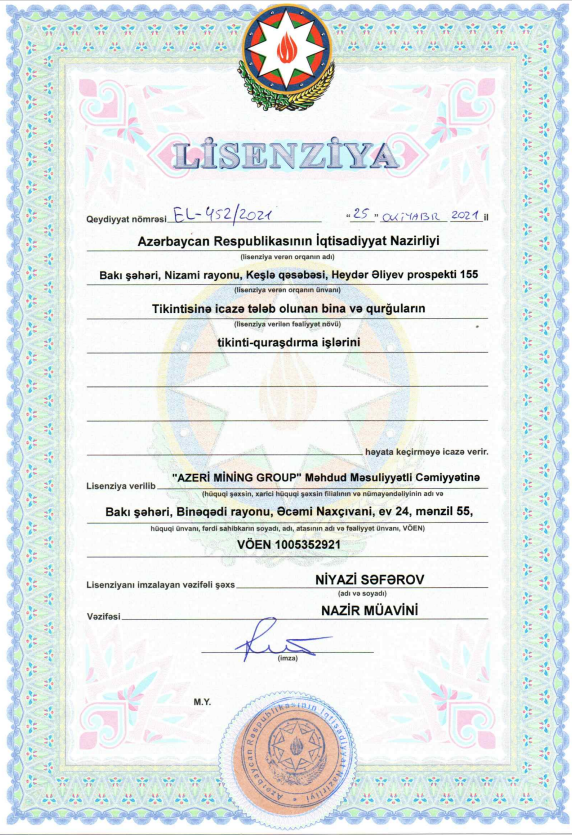 LİSENZİYA
Qeydiyyat nömrəsi EL-452/2021 "25" OKTYABR 2021 il
Azərbaycan Respublikasının İqtisadiyyat Nazirliyi
(lisenziya verən orqanın adı)
Bakı şəhəri, Nizami rayonu, Keşlə qəsəbəsi, Heydər Əliyev prospekti 155
(lisenziya verən orqanın ünvanı)
Tikintisinə icazə tələb olunan bina və qurğuların
(lisenziya verilən fəaliyyət növü)
tikinti-quraşdırma işlərini
həyata keçirməyə icazə verir.
Lisenziya verilib "AZERI MINING GROUP" Məhdud Məsuliyyətli Cəmiyyətinə
(hüquqi şəxsin, xarici hüquqi şəxsin filialının və nümayəndəliyinin adı və
Bakı şəhəri, Binəqədi rayonu, Əcəmi Naxçıvani, ev 24, mənzil 55,
hüquqi ünvanı, fərdi sahibkarın soyadı, adı, atasının adı və fəaliyyət ünvanı, VÖEN)
VÖEN 1005352921
Lisenziyanı imzalayan vəzifəli şəxs NİYAZİ SƏFƏROV
(adı və soyadı)
Vəzifəsi NAZİR MÜAVİNİ
(imza)
M.Y.
Azərbaycan Respublikasının İqtisadiyyat Nazirliyi